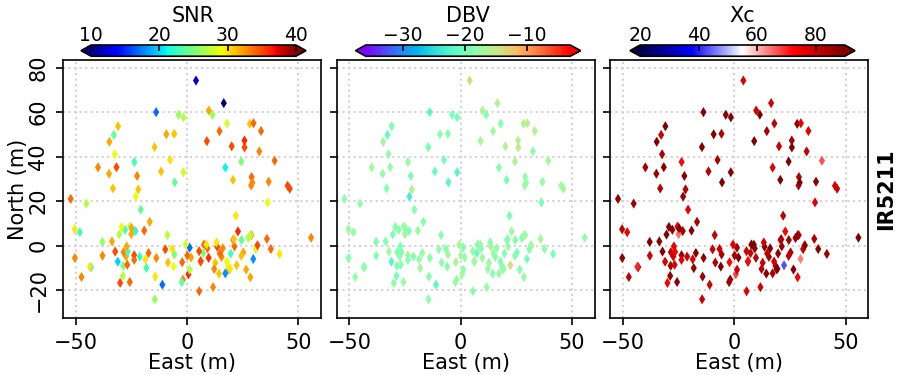 SNR DBV Xc
10 20 30 40 −30 −20 −10 20 40 60 80
80
60
40
20
0
−20
North (m)
−50 0 50 −50 0 50 −50 0 50
East (m) East (m) East (m)
IR5211